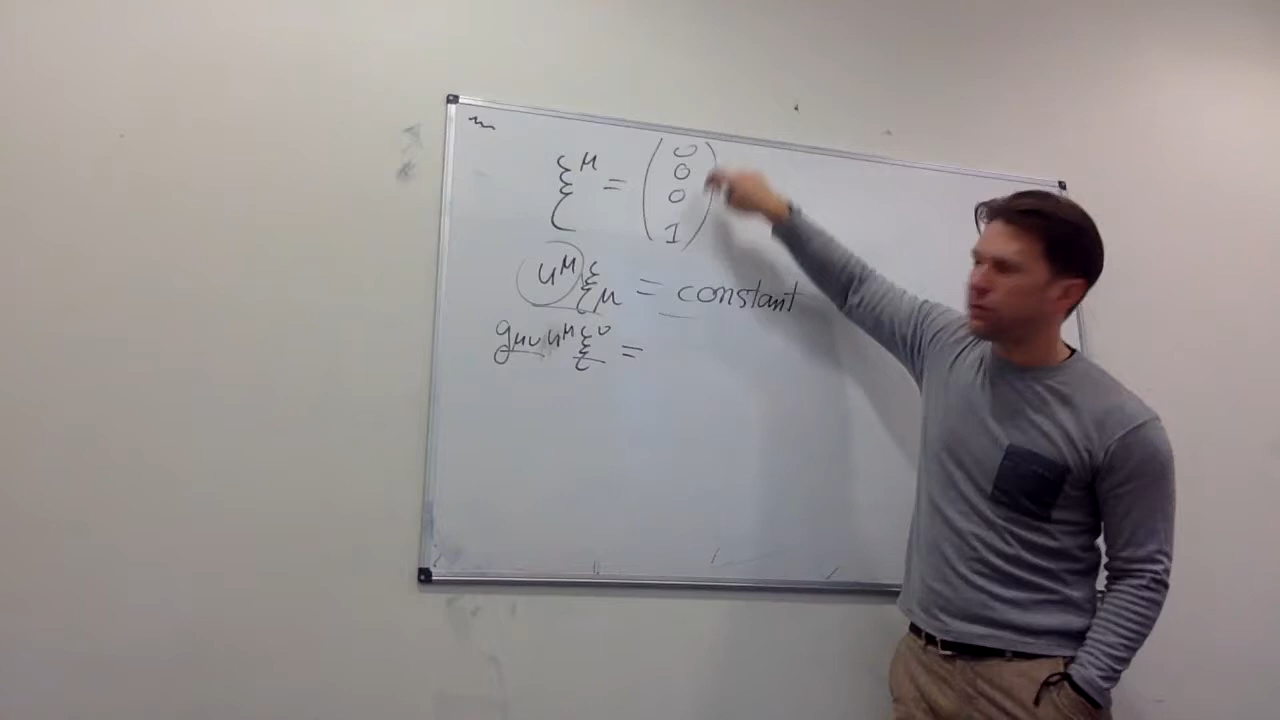 ξ^μ = (0 0 0 1)
u^μ ξ_μ = constant
g_μν u^μ ξ^ν =